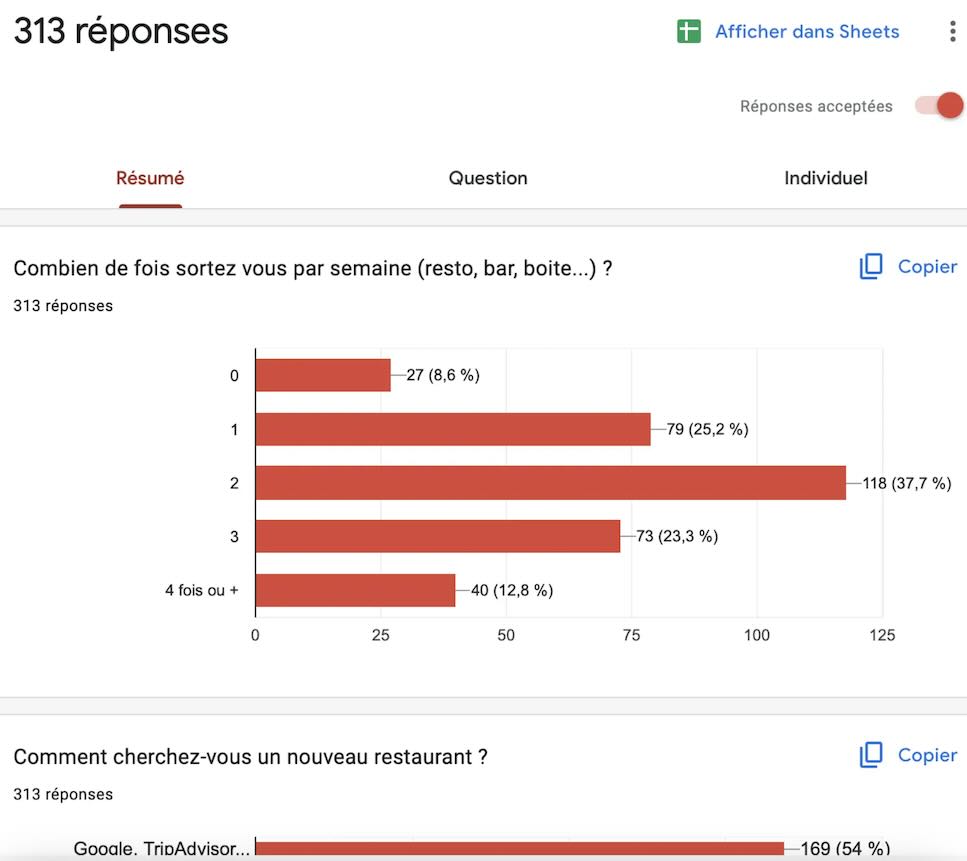 313 réponses
Afficher dans Sheets
Réponses acceptées
Résumé Question Individuel
Combien de fois sortez vous par semaine (resto, bar, boite...) ?
Copier
313 réponses
0 27 (8,6 %)
1 79 (25,2 %)
2 118 (37,7 %)
3 73 (23,3 %)
4 fois ou + 40 (12,8 %)
0 25 50 75 100 125
Comment cherchez-vous un nouveau restaurant ?
Copier
313 réponses
Google, TripAdvisor... 169 (54 %)